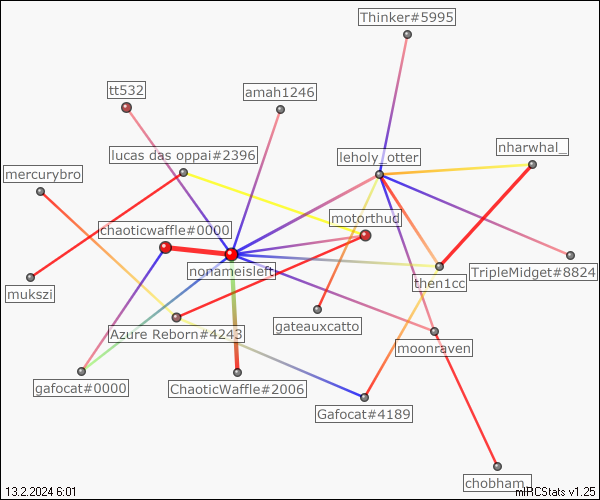 Thinker#5995
tt532
amah1246
nharwhal_
lucas das oppai#2396
leholy_otter
mercurybro
motorthud
chaoticwaffle#0000
nonameisleft
TripleMidget#8824
then1cc
mukszi
gateauxcatto
Azure Reborn#4243
moonraven
gafocat#0000
ChaoticWaffle#2006
Gafocat#4189
chobham_
13.2.2024 6:01
mIRCStats v1.25